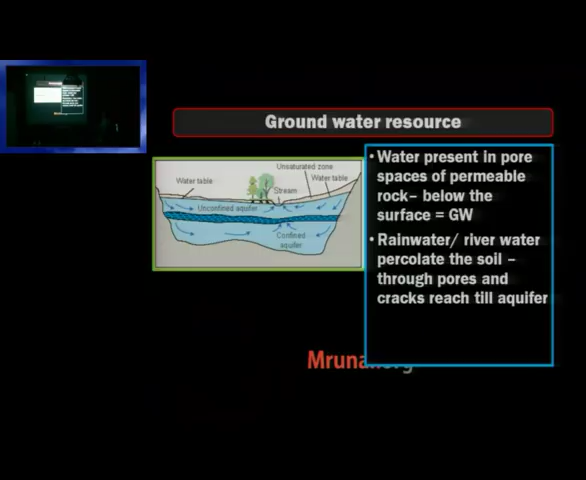 Ground water resource
Unsaturated zone
Water table
Water table
Stream
Unconfined aquifer
Confined
aquifer
• Water present in pore
spaces of permeable
rock– below the
surface = GW
• Rainwater/ river water
percolate the soil –
through pores and
cracks reach till aquifer